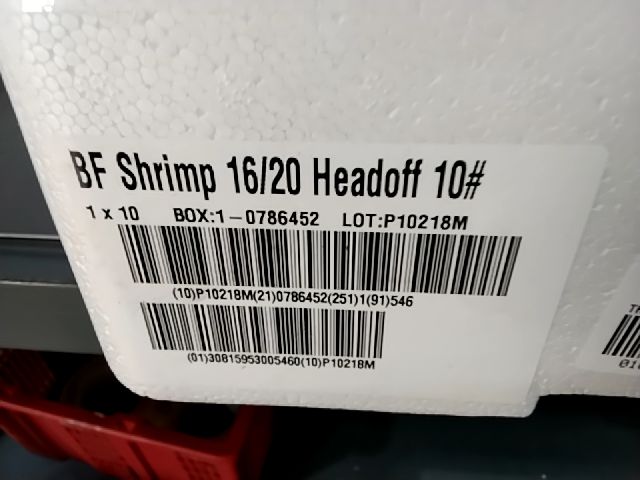 BF Shrimp 16/20 Headoff 10#
1 x 10 BOX:1-0786452 LOT:P10218M
(10)P10218M(21)0786452(251)1(91)546
(01)30815953005460(10)P10218M